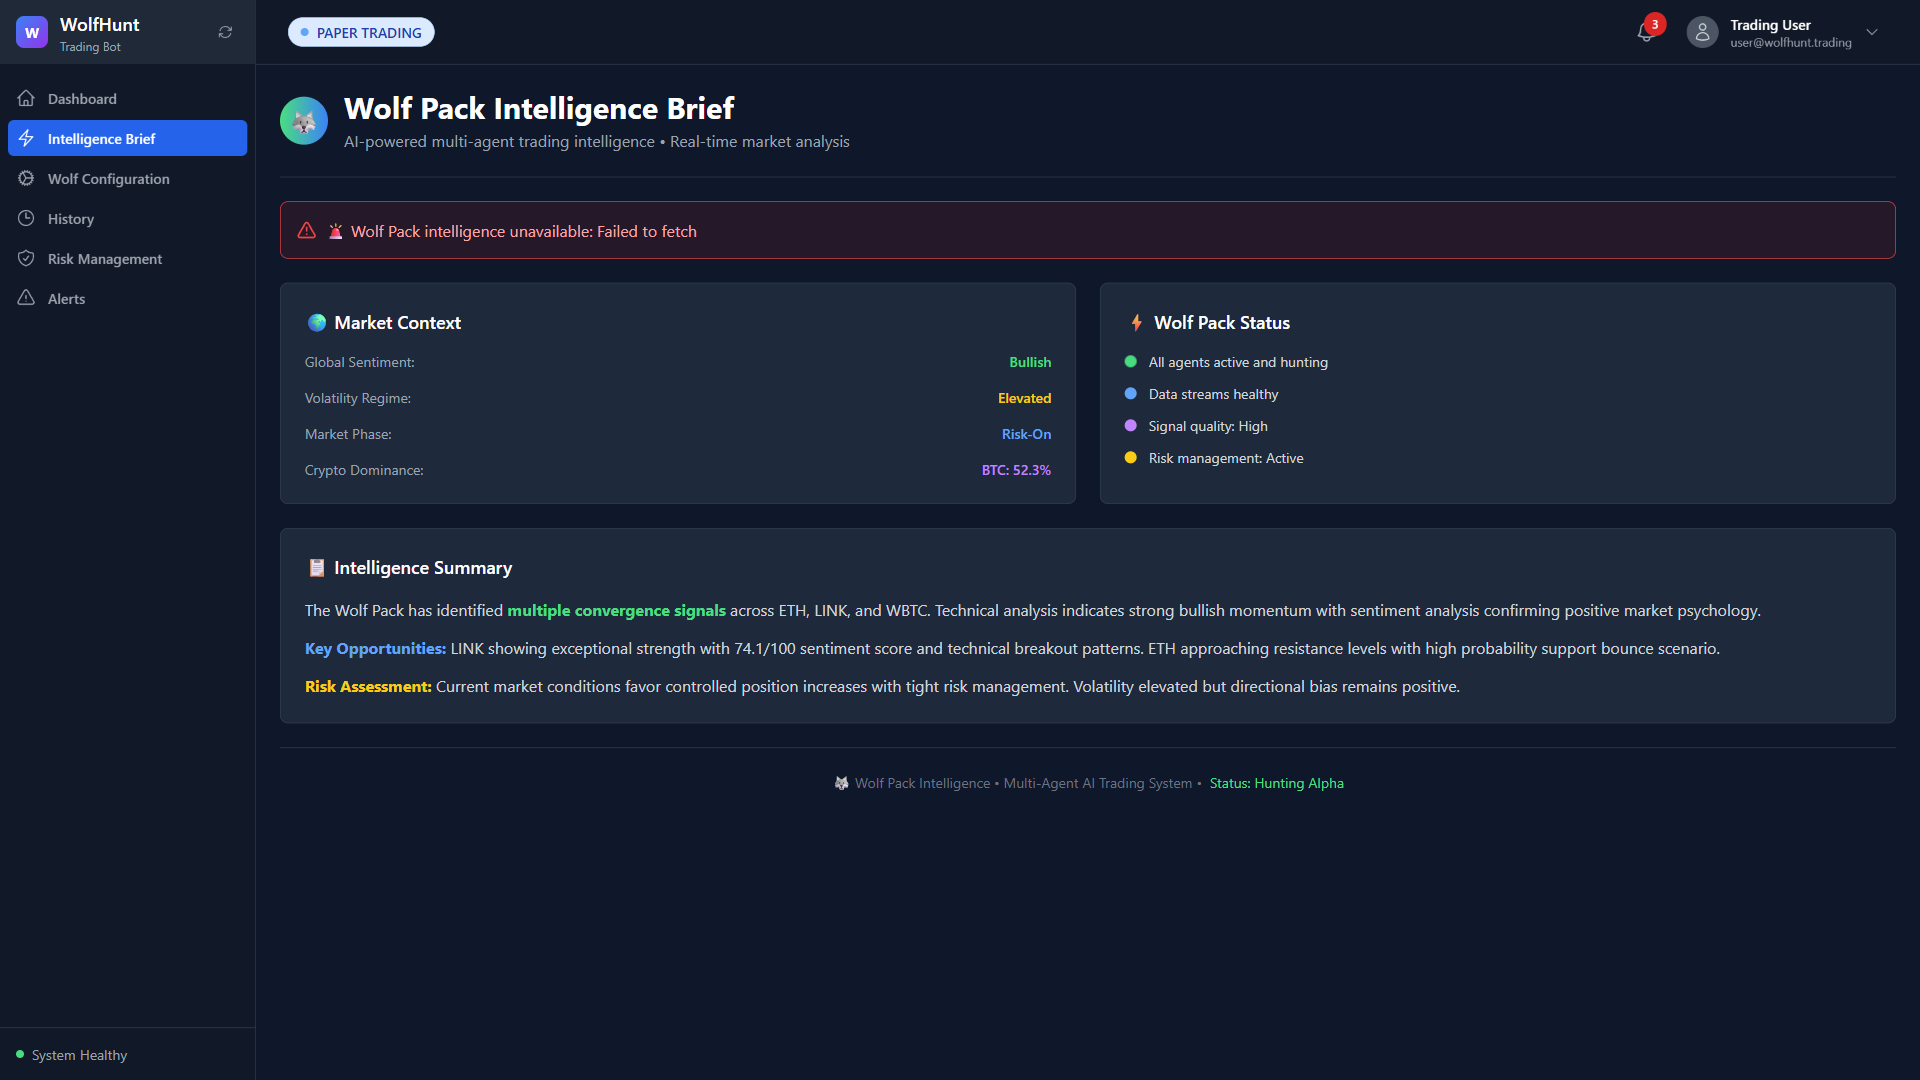 W
WolfHunt
Trading Bot
PAPER TRADING
3
Trading User
user@wolfhunt.trading
Dashboard
Intelligence Brief
Wolf Configuration
History
Risk Management
Alerts
System Healthy
Wolf Pack Intelligence Brief
AI-powered multi-agent trading intelligence • Real-time market analysis
Wolf Pack intelligence unavailable: Failed to fetch
Market Context
Global Sentiment: Bullish
Volatility Regime: Elevated
Market Phase: Risk-On
Crypto Dominance: BTC: 52.3%
Wolf Pack Status
All agents active and hunting
Data streams healthy
Signal quality: High
Risk management: Active
Intelligence Summary
The Wolf Pack has identified multiple convergence signals across ETH, LINK, and WBTC. Technical analysis indicates strong bullish momentum with sentiment analysis confirming positive market psychology.
Key Opportunities: LINK showing exceptional strength with 74.1/100 sentiment score and technical breakout patterns. ETH approaching resistance levels with high probability support bounce scenario.
Risk Assessment: Current market conditions favor controlled position increases with tight risk management. Volatility elevated but directional bias remains positive.
Wolf Pack Intelligence • Multi-Agent AI Trading System • Status: Hunting Alpha